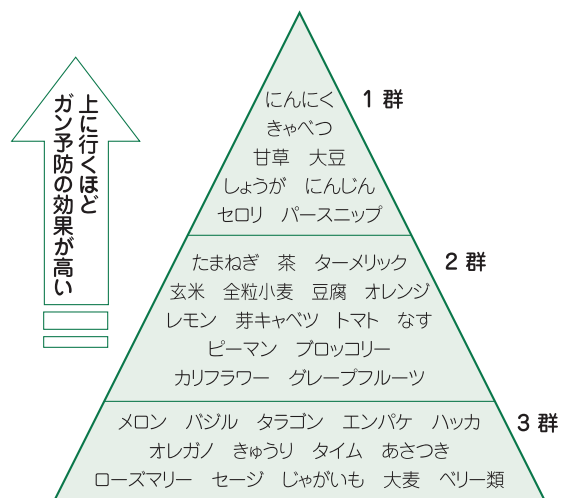 上に行くほど
ガン予防の効果が高い
1群
にんにく
きゃべつ
甘草 大豆
しょうが にんじん
セロリ パースニップ
2群
たまねぎ 茶 ターメリック
玄米 全粒小麦 豆腐 オレンジ
レモン 芽キャベツ トマト なす
ピーマン ブロッコリー
カリフラワー グレープフルーツ
3群
メロン バジル タラゴン エンバケ ハッカ
オレガノ きゅうり タイム あさつき
ローズマリー セージ じゃがいも 大麦 ベリー類